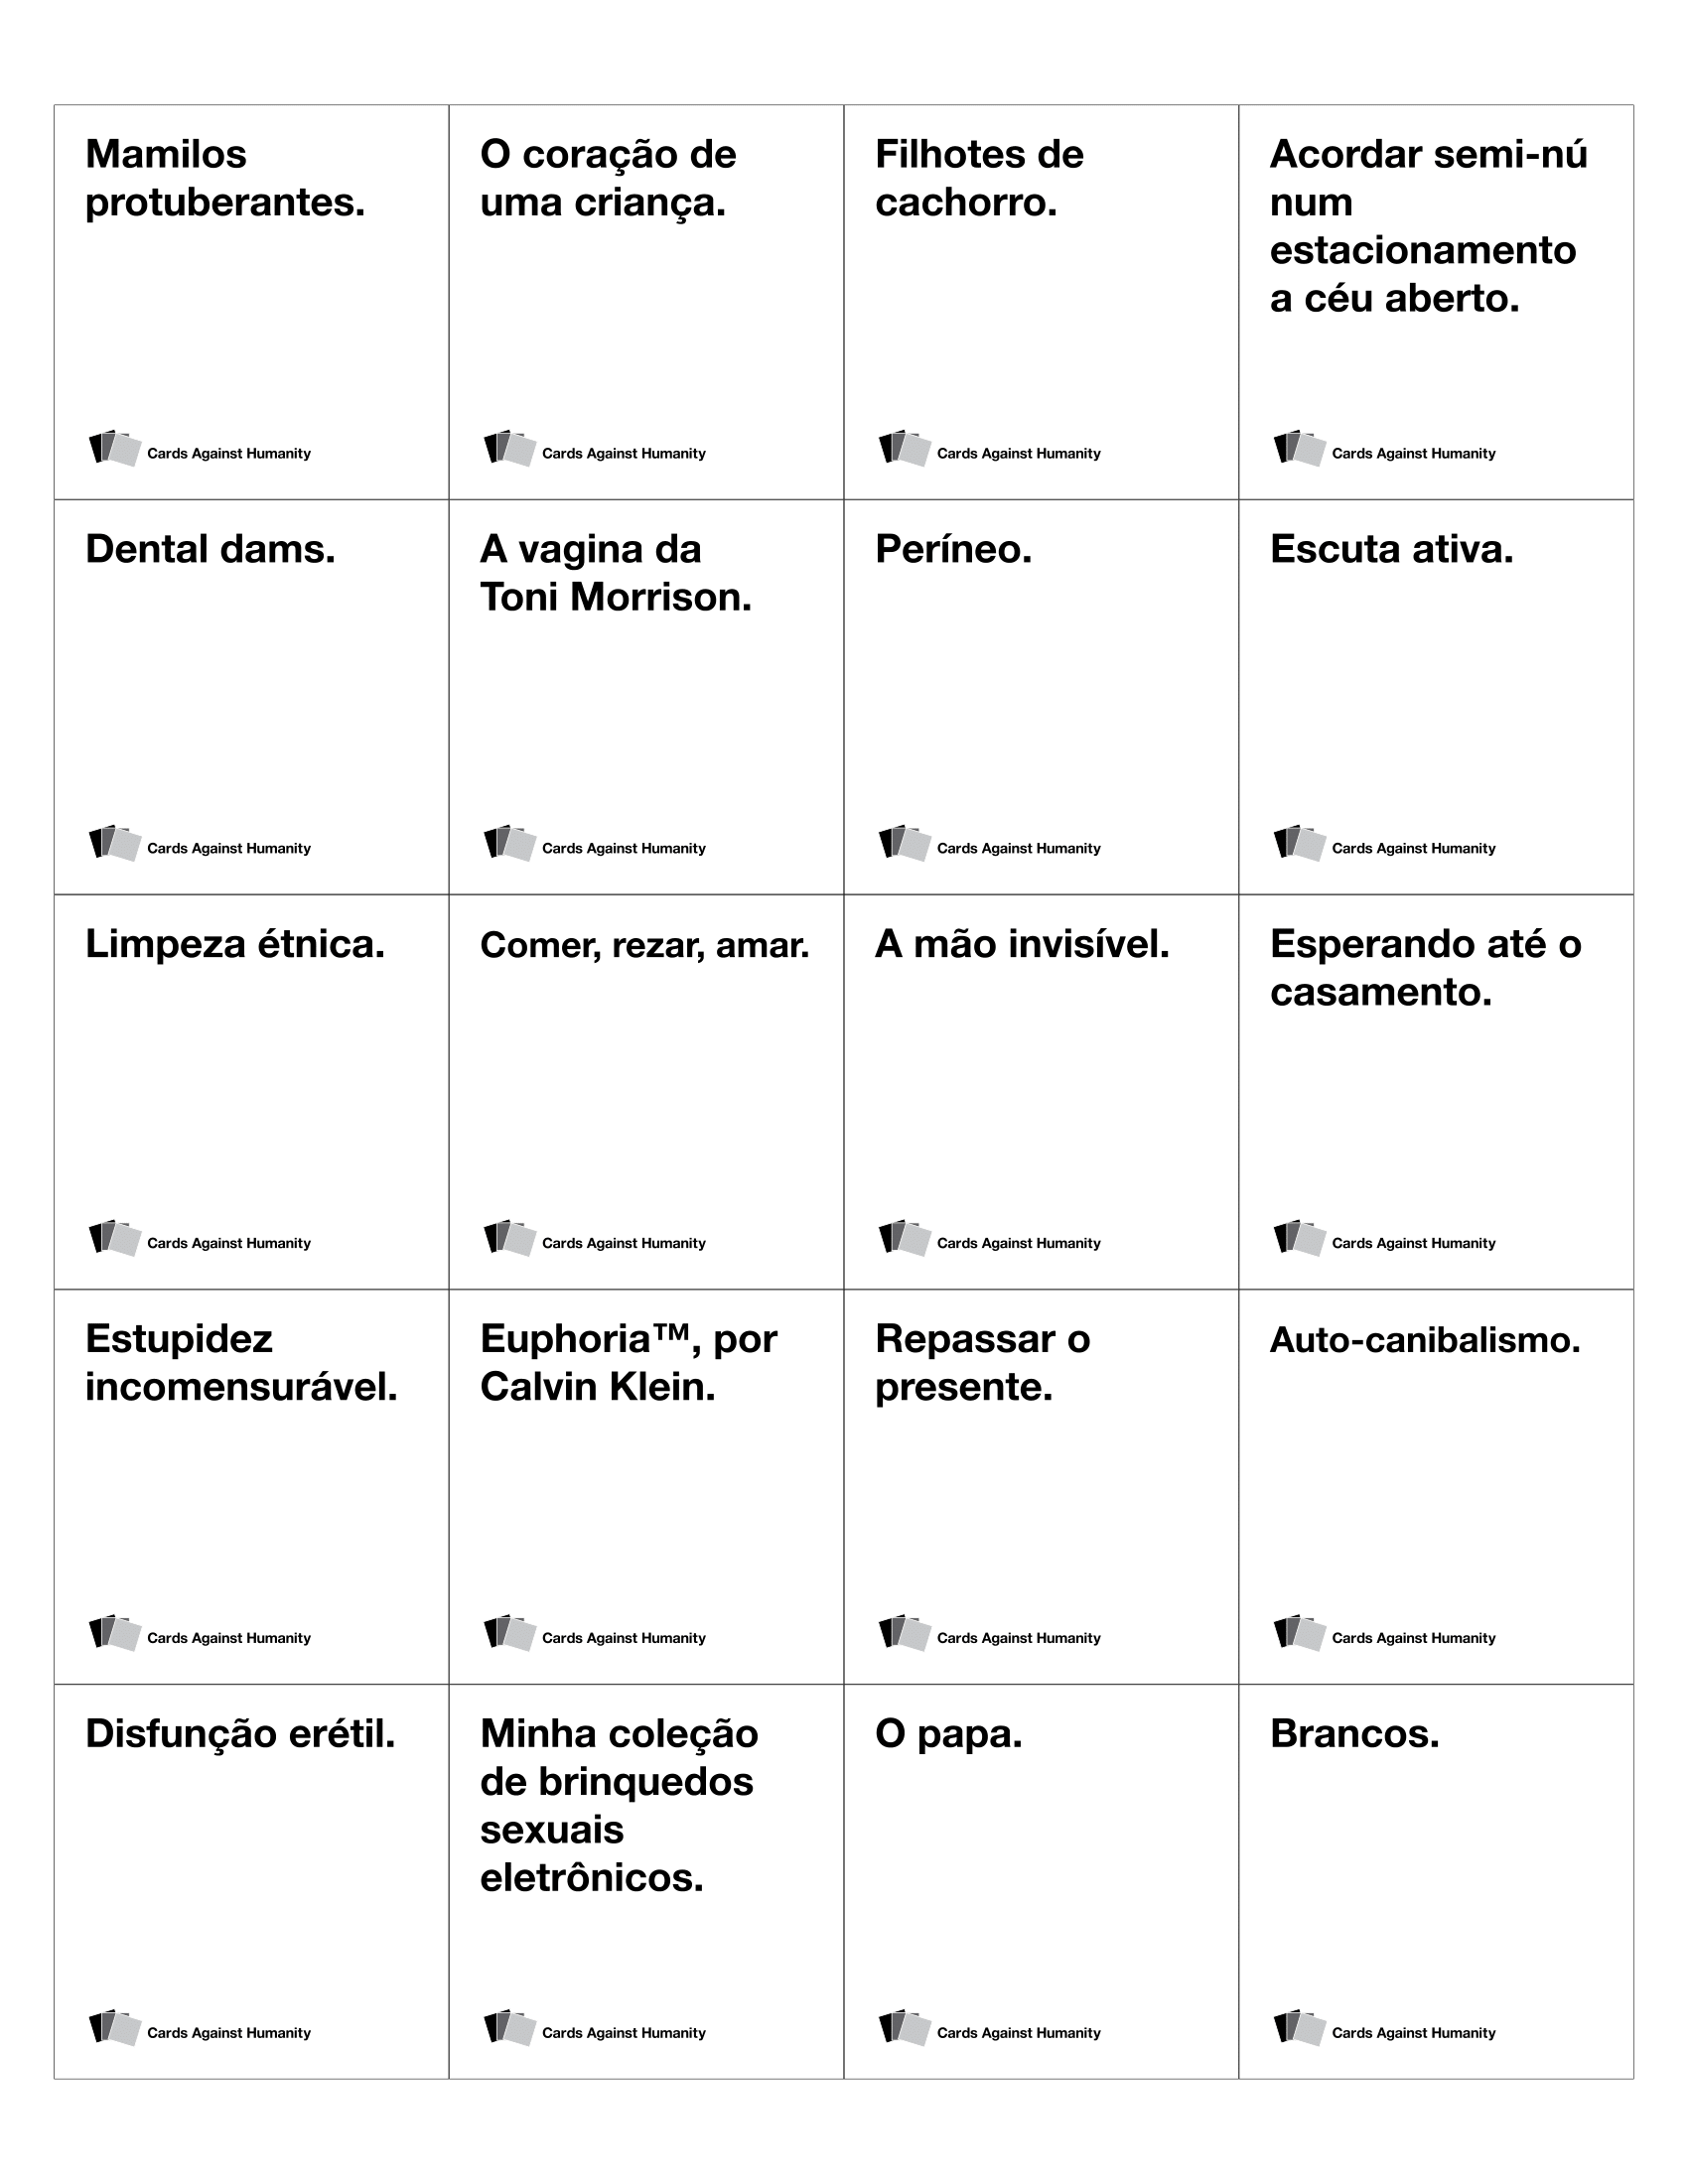 Mamilos
protuberantes.
Cards Against Humanity
O coração de
uma criança.
Cards Against Humanity
Filhotes de
cachorro.
Cards Against Humanity
Acordar semi-nú
num
estacionamento
a céu aberto.
Cards Against Humanity
Dental dams.
Cards Against Humanity
A vagina da
Toni Morrison.
Cards Against Humanity
Períneo.
Cards Against Humanity
Escuta ativa.
Cards Against Humanity
Limpeza étnica.
Cards Against Humanity
Comer, rezar, amar.
Cards Against Humanity
A mão invisível.
Cards Against Humanity
Esperando até o
casamento.
Cards Against Humanity
Estupidez
incomensurável.
Cards Against Humanity
Euphoria™, por
Calvin Klein.
Cards Against Humanity
Repassar o
presente.
Cards Against Humanity
Auto-canibalismo.
Cards Against Humanity
Disfunção erétil.
Cards Against Humanity
Minha coleção
de brinquedos
sexuais
eletrônicos.
Cards Against Humanity
O papa.
Cards Against Humanity
Brancos.
Cards Against Humanity